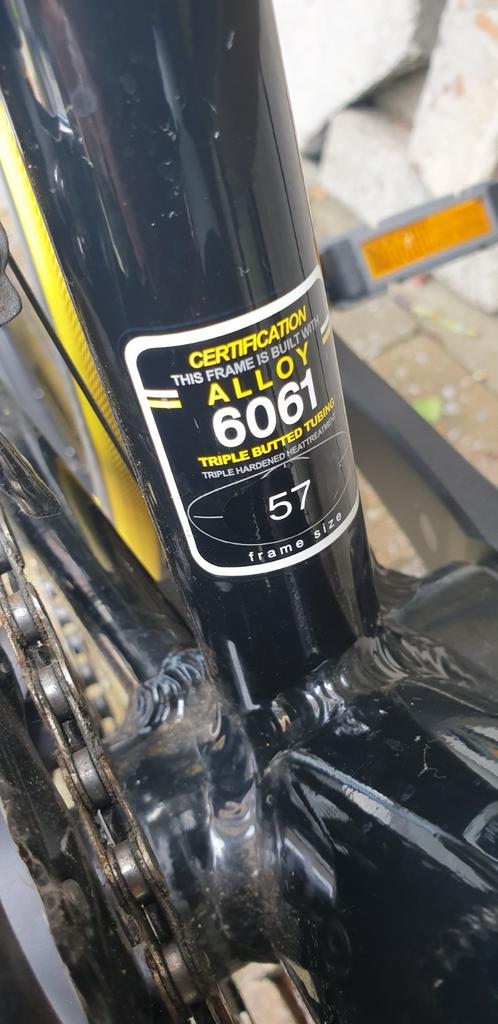 CERTIFICATION
THIS FRAME IS BUILT WITH
ALLOY
6061
TRIPLE BUTTED TUBING
TRIPLE HARDENED HEATTREATMENT
57
frame size